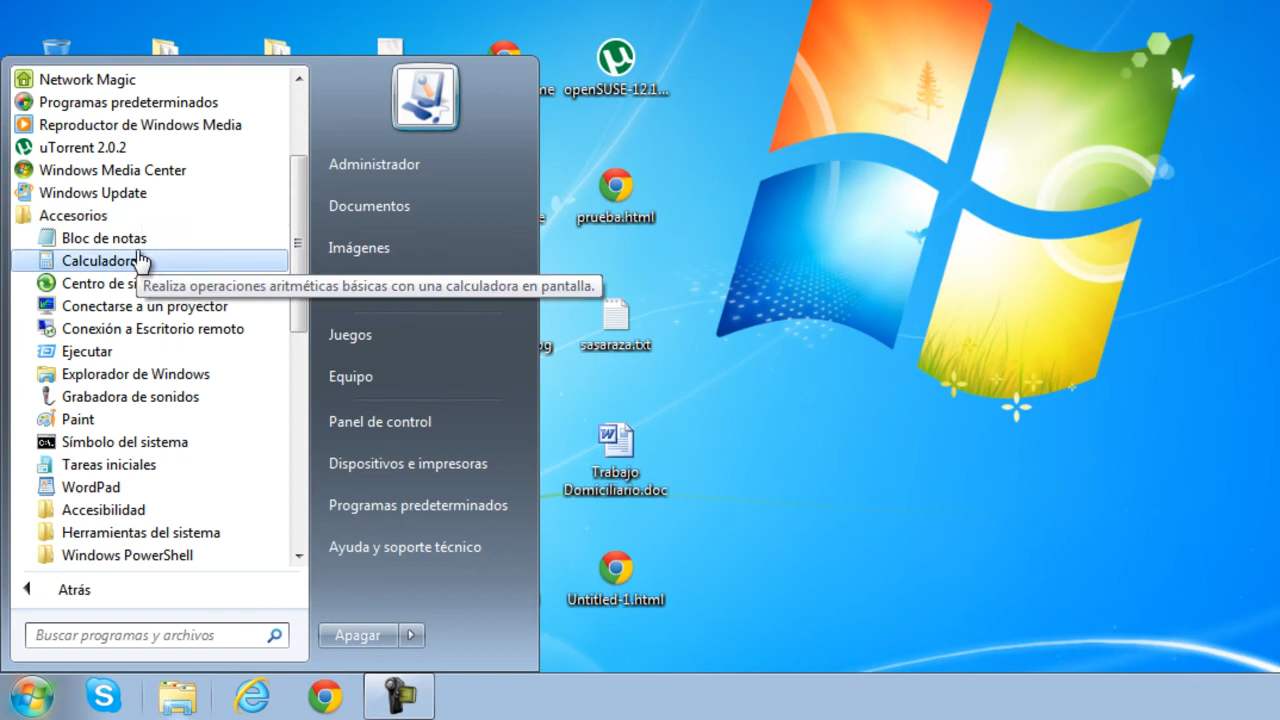 Network Magic
Programas predeterminados
Reproductor de Windows Media
uTorrent 2.0.2
Windows Media Center
Windows Update
Accesorios
Bloc de notas
Calculadora
Centro de
Realiza operaciones aritméticas básicas con una calculadora en pantalla.
Conectarse a un proyector
Conexión a Escritorio remoto
Ejecutar
Explorador de Windows
Grabadora de sonidos
Paint
Símbolo del sistema
Tareas iniciales
WordPad
Accesibilidad
Herramientas del sistema
Windows PowerShell
Atrás
Buscar programas y archivos
Administrador
Documentos
Imágenes
Juegos
Equipo
Panel de control
Dispositivos e impresoras
Programas predeterminados
Ayuda y soporte técnico
Apagar
openSUSE-12.1...
prueba.html
sasaraza.txt
Trabajo
Domiciliario.doc
Untitled-1.html